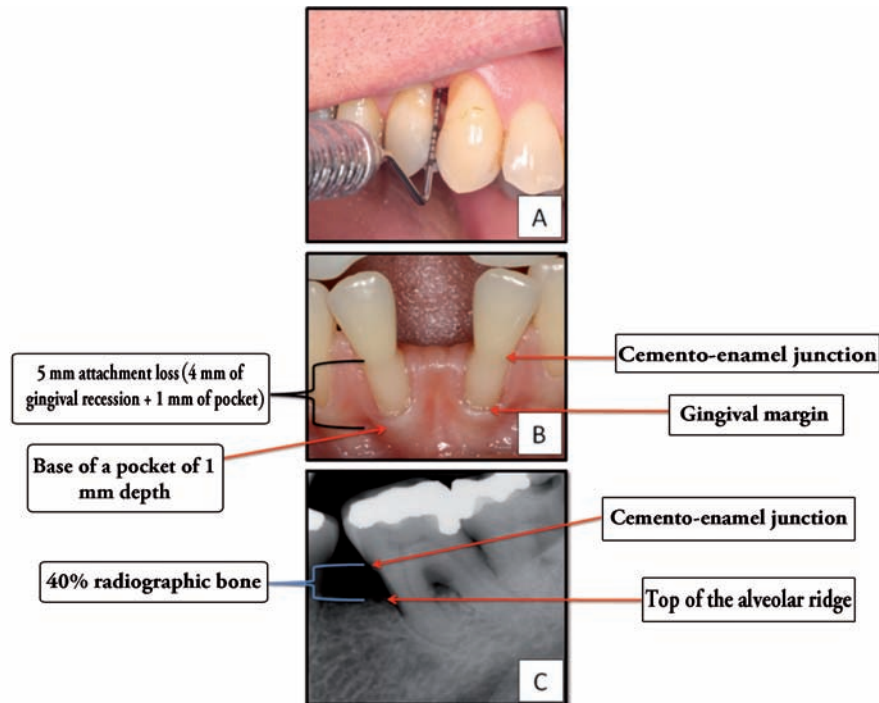 A
5 mm attachment loss (4 mm of
gingival recession + 1 mm of pocket)
Cemento-enamel junction
B
Gingival margin
Base of a pocket of 1
mm depth
Cemento-enamel junction
40% radiographic bone
Top of the alveolar ridge
C